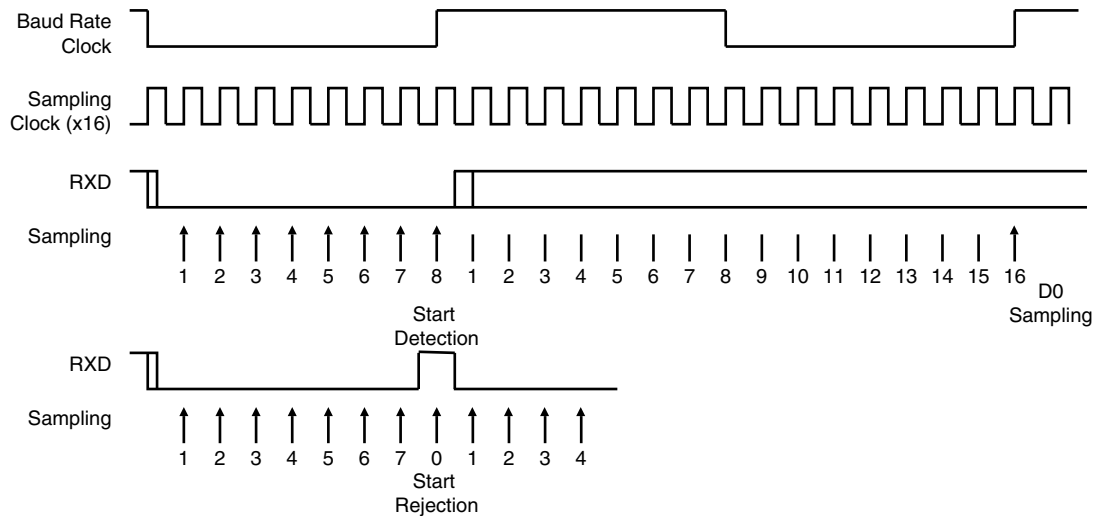 Baud Rate
Clock
Sampling
Clock (x16)
RXD
Sampling
1 2 3 4 5 6 7 8 1 2 3 4 5 6 7 8 9 10 11 12 13 14 15 16
D0
Sampling
Start
Detection
RXD
Sampling
1 2 3 4 5 6 7 0 1 2 3 4
Start
Rejection